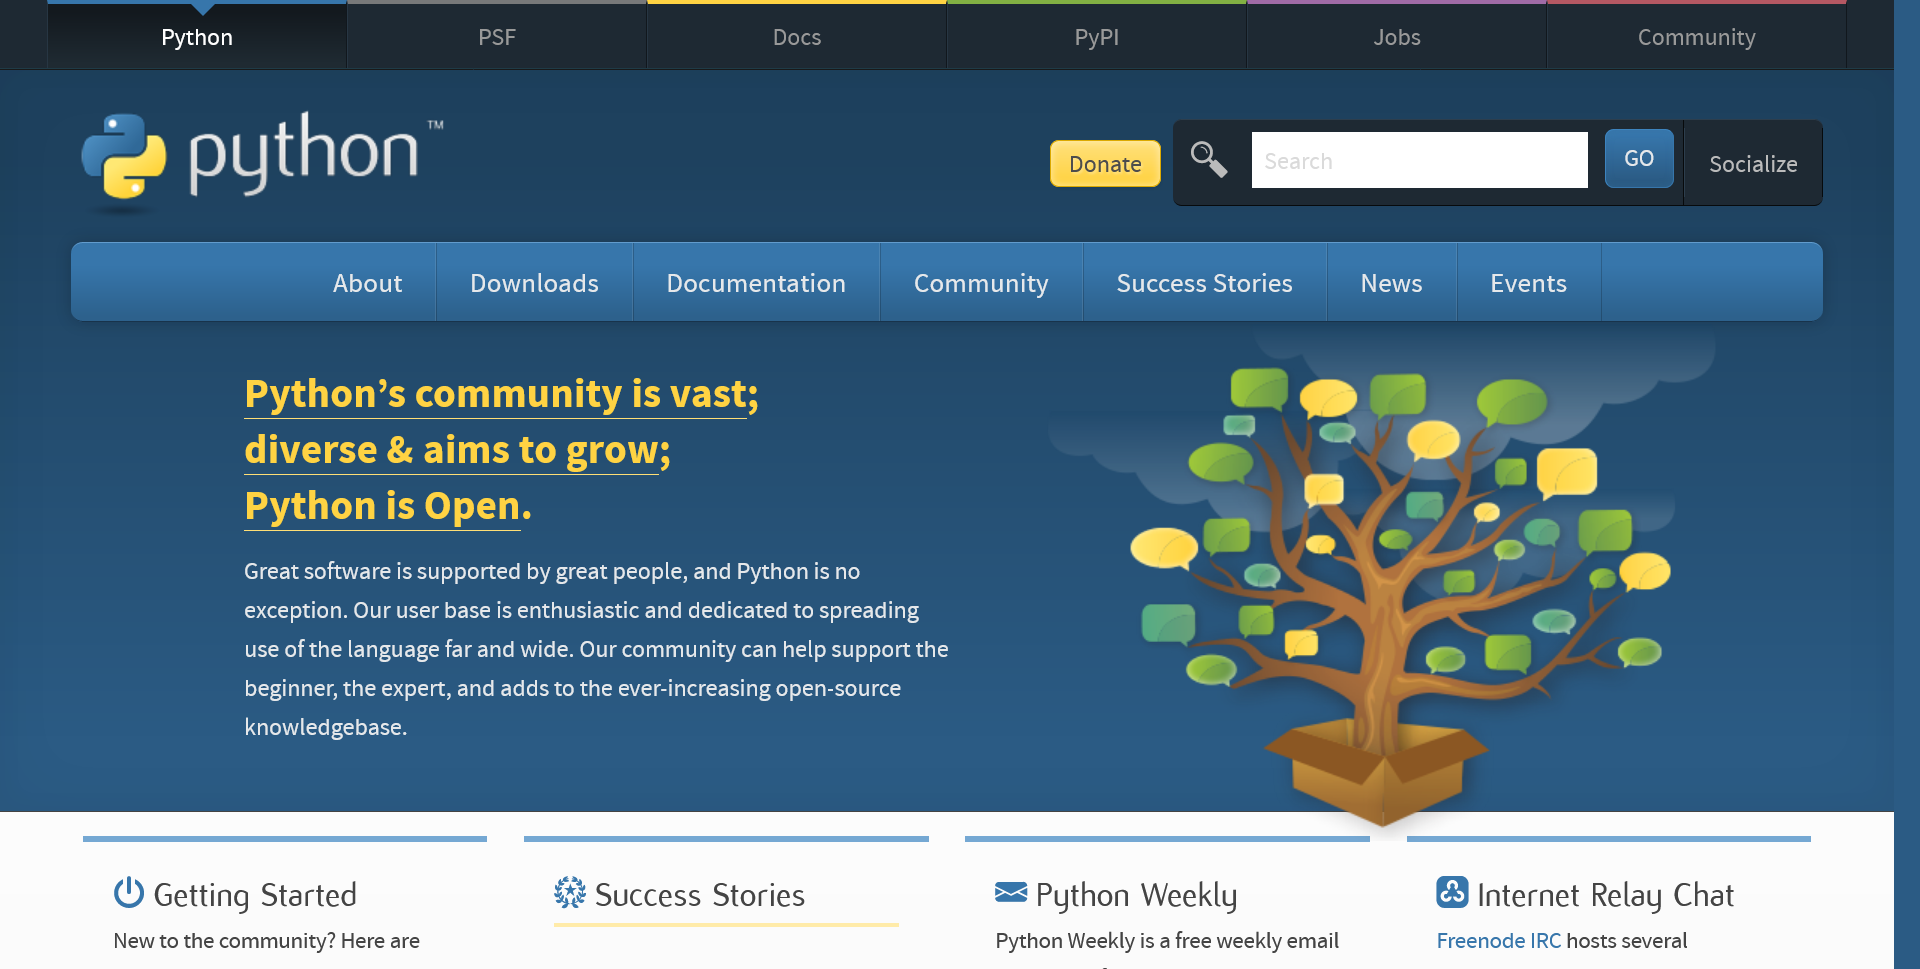 Python
PSF
Docs
PyPI
Jobs
Community
python™
Donate
Search
GO
Socialize
About
Downloads
Documentation
Community
Success Stories
News
Events
Python’s community is vast;
diverse & aims to grow;
Python is Open.
Great software is supported by great people, and Python is no
exception. Our user base is enthusiastic and dedicated to spreading
use of the language far and wide. Our community can help support the
beginner, the expert, and adds to the ever-increasing open-source
knowledgebase.
Getting Started
New to the community? Here are
Success Stories
Python Weekly
Python Weekly is a free weekly email
Internet Relay Chat
Freenode IRC hosts several